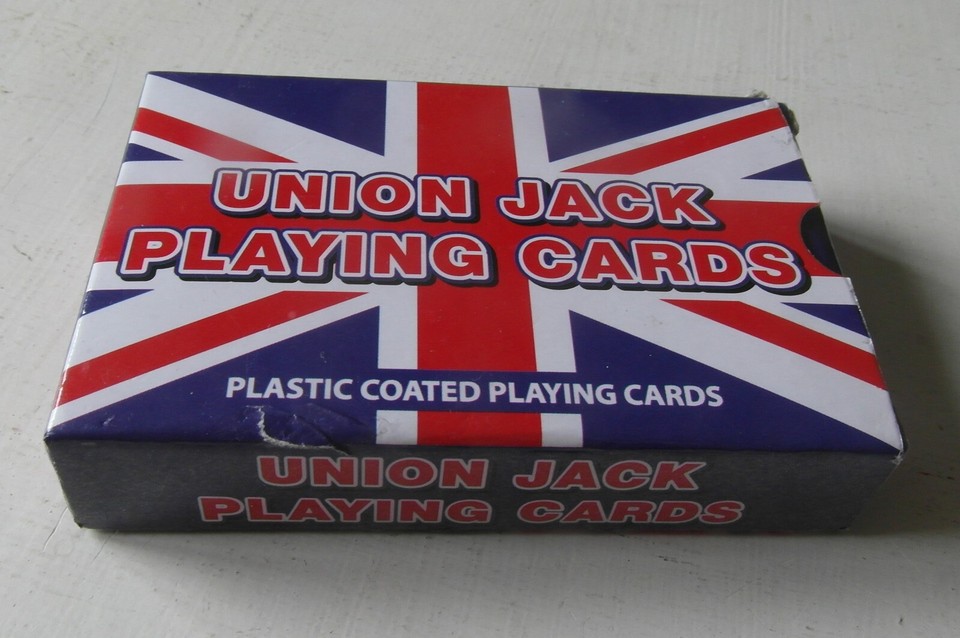 UNION JACK
PLAYING CARDS
PLASTIC COATED PLAYING CARDS
UNION JACK
PLAYING CARDS